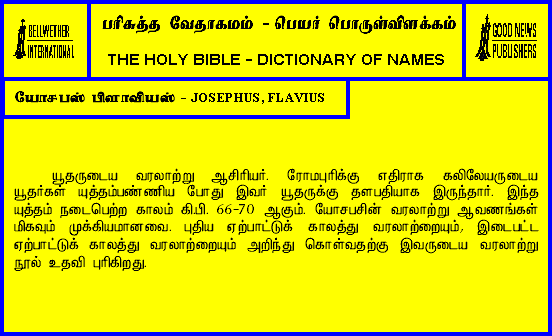 BELLWETHER
INTERNATIONAL
பரிசுத்த வேதாகமம் - பெயர் பொருள்விளக்கம்
THE HOLY BIBLE - DICTIONARY OF NAMES
GOOD NEWS
PUBLISHERS
யோசபஸ் பிளாவியஸ் - JOSEPHUS, FLAVIUS
யூதருடைய வரலாற்று ஆசிரியர். ரோமபுரிக்கு எதிராக கலிலேயருடைய
யூதர்கள் யுத்தம்பண்ணிய போது இவர் யூதருக்கு தளபதியாக இருந்தார். இந்த
யுத்தம் நடைபெற்ற காலம் கி.பி. 66-70 ஆகும். யோசபசின் வரலாற்று ஆவணங்கள்
மிகவும் முக்கியமானவை. புதிய ஏற்பாட்டுக் காலத்து வரலாற்றையும், இடைபட்ட
ஏற்பாட்டுக் காலத்து வரலாற்றையும் அறிந்து கொள்வதற்கு இவருடைய வரலாற்று
நூல் உதவி புரிகிறது.